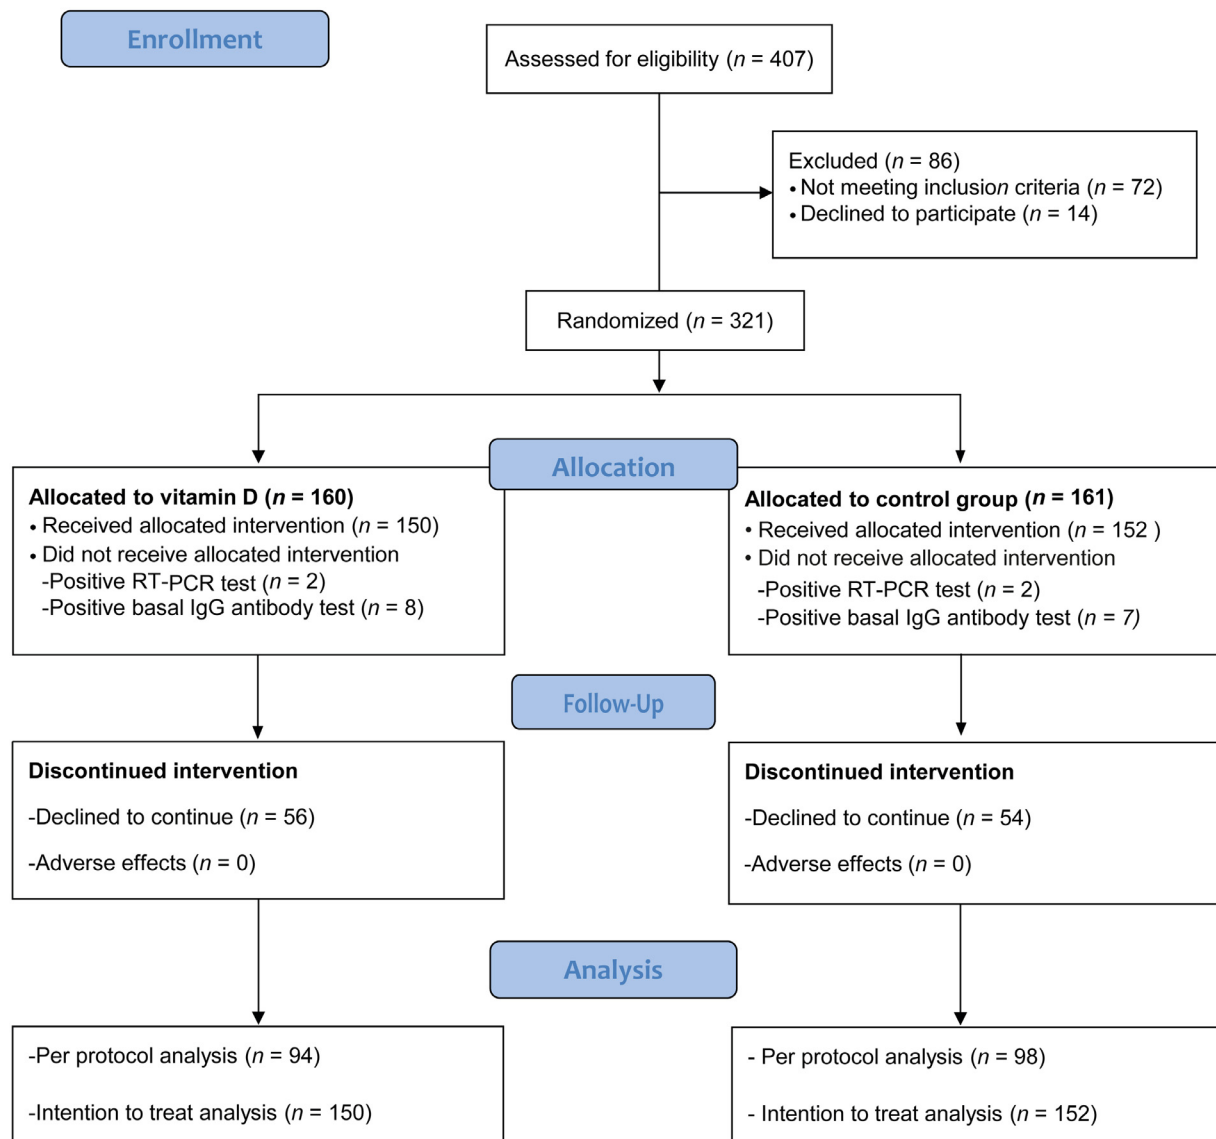 Enrollment
Assessed for eligibility (n = 407)
Excluded (n = 86)
• Not meeting inclusion criteria (n = 72)
• Declined to participate (n = 14)
Randomized (n = 321)
Allocation
Allocated to vitamin D (n = 160)
• Received allocated intervention (n = 150)
• Did not receive allocated intervention
-Positive RT-PCR test (n = 2)
-Positive basal IgG antibody test (n = 8)
Allocated to control group (n = 161)
• Received allocated intervention (n = 152 )
• Did not receive allocated intervention
-Positive RT-PCR test (n = 2)
-Positive basal IgG antibody test (n = 7)
Follow-Up
Discontinued intervention
-Declined to continue (n = 56)
-Adverse effects (n = 0)
Discontinued intervention
-Declined to continue (n = 54)
-Adverse effects (n = 0)
Analysis
-Per protocol analysis (n = 94)
-Intention to treat analysis (n = 150)
- Per protocol analysis (n = 98)
- Intention to treat analysis (n = 152)